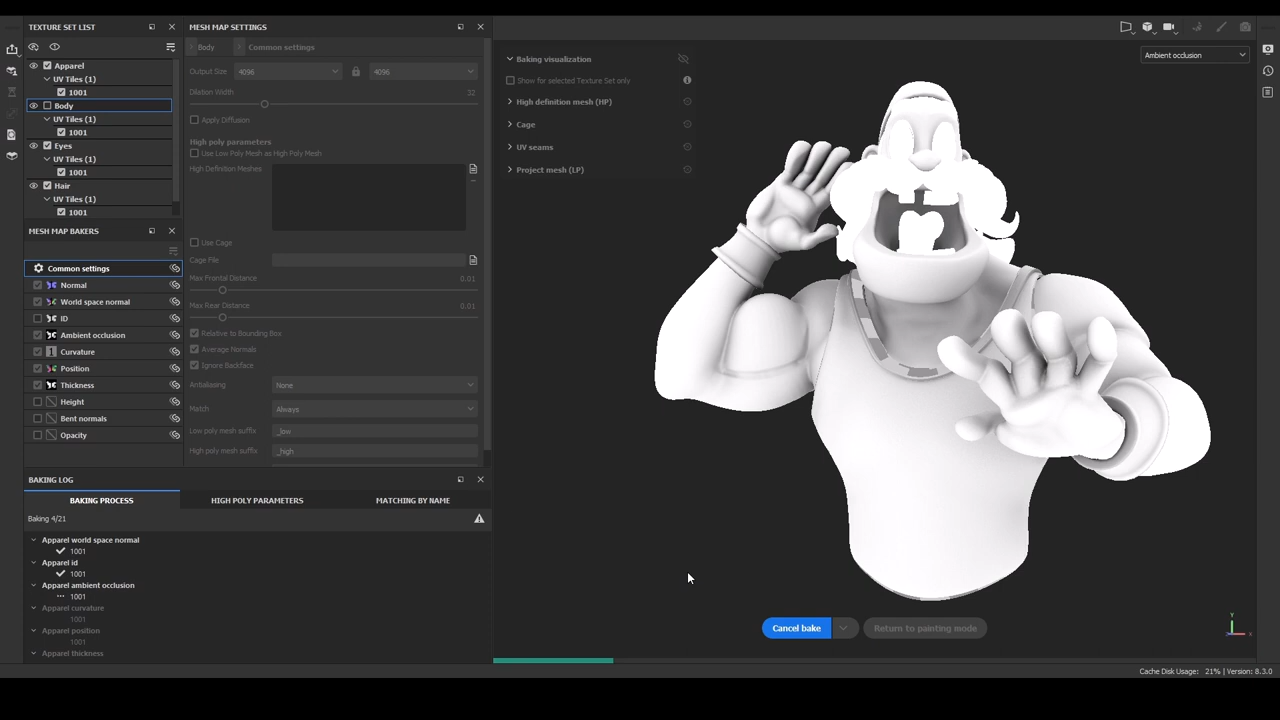 TEXTURE SET LIST
Apparel
UV Tiles (1)
1001
Body
UV Tiles (1)
1001
Eyes
UV Tiles (1)
1001
Hair
UV Tiles (1)
1001
MESH MAP BAKERS
Common settings
Normal
World space normal
ID
Ambient occlusion
Curvature
Position
Thickness
Height
Bent normals
Opacity
MESH MAP SETTINGS
Body
Common settings
Output Size 4096 4096
Dilation Width 32
Apply Diffusion
High poly parameters
Use Low Poly Mesh as High Poly Mesh
High Definition Meshes
Use Cage
Cage File
Max Frontal Distance 0.01
Max Rear Distance 0.01
Relative to Bounding Box
Average Normals
Ignore Backface
Antialiasing None
Match Always
Low poly mesh suffix _low
High poly mesh suffix _high
BAKING LOG
BAKING PROCESS HIGH POLY PARAMETERS MATCHING BY NAME
Baking 4/21
Apparel world space normal
1001
Apparel id
1001
Apparel ambient occlusion
1001
Apparel curvature
1001
Apparel position
1001
Apparel thickness
Baking visualization
Show for selected Texture Set only
High definition mesh (HP)
Cage
UV seams
Project mesh (LP)
Ambient occlusion
Cancel bake
Return to painting mode
Y
X
Cache Disk Usage: 21% | Version: 8.3.0